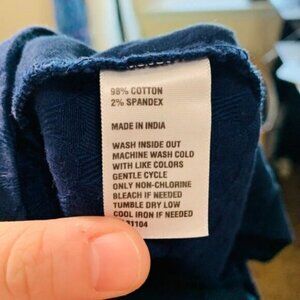 98% COTTON
2% SPANDEX
MADE IN INDIA
WASH INSIDE OUT
MACHINE WASH COLD
WITH LIKE COLORS
GENTLE CYCLE
ONLY NON-CHLORINE
BLEACH IF NEEDED
TUMBLE DRY LOW
COOL IRON IF NEEDED